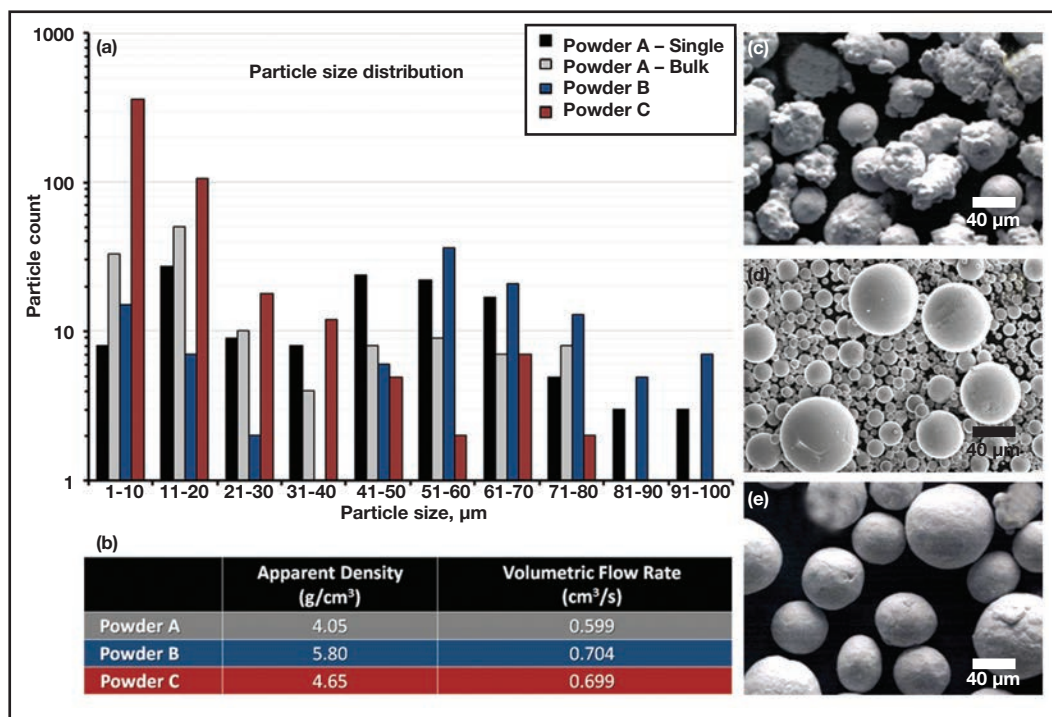 (a)
Particle size distribution
Powder A – Single
Powder A – Bulk
Powder B
Powder C
Particle count
1000
100
10
1
1-10 11-20 21-30 31-40 41-50 51-60 61-70 71-80 81-90 91-100
Particle size, µm
(b)
Apparent Density Volumetric Flow Rate
(g/cm³) (cm³/s)
Powder A 4.05 0.599
Powder B 5.80 0.704
Powder C 4.65 0.699
(c)
40 µm
(d)
40 µm
(e)
40 µm